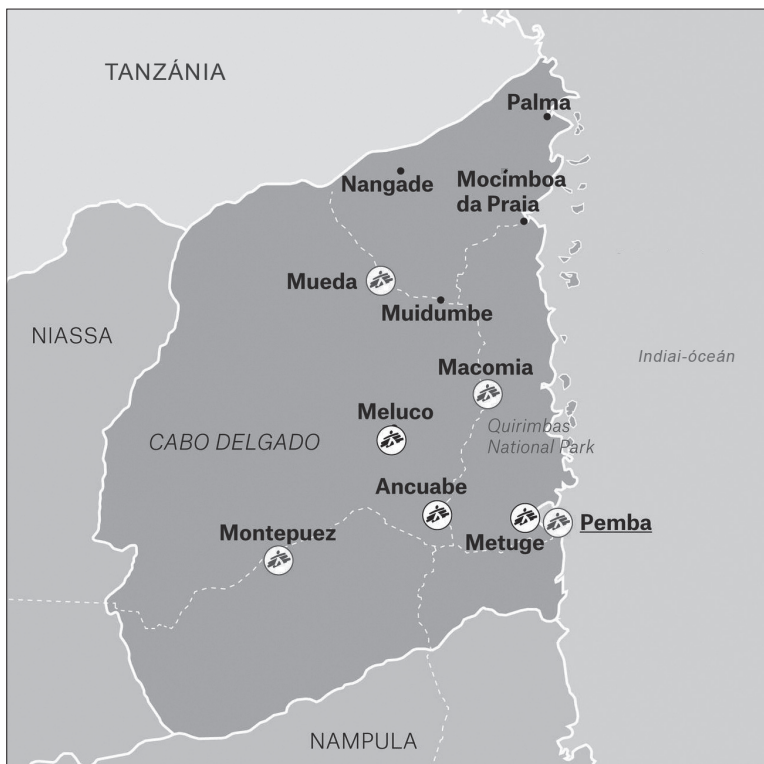 TANZÁNIA
Palma
Nangade
Mocímboa
da Praia
Mueda
Muidumbe
NIASSA
Macomia
Indiai-óceán
Meluco
Quirimbas
National Park
CABO DELGADO
Ancuabe
Montepuez
Metuge
Pemba
NAMPULA